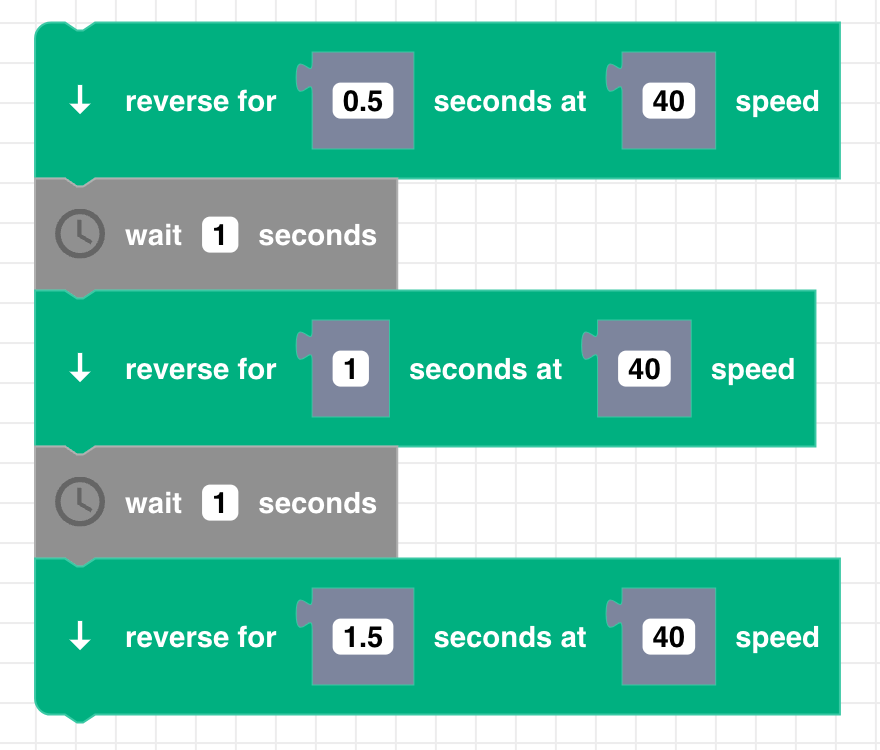 reverse for 0.5 seconds at 40 speed
wait 1 seconds
reverse for 1 seconds at 40 speed
wait 1 seconds
reverse for 1.5 seconds at 40 speed